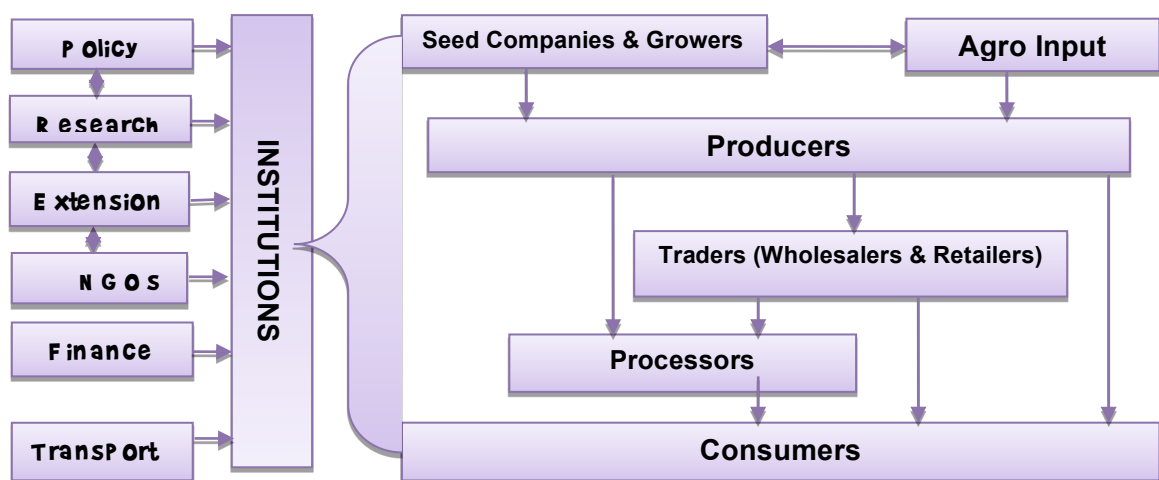 Policy
Research
Extension
NGOS
Finance
TransPort
INSTITUTIONS
Seed Companies & Growers
Agro Input
Producers
Traders (Wholesalers & Retailers)
Processors
Consumers